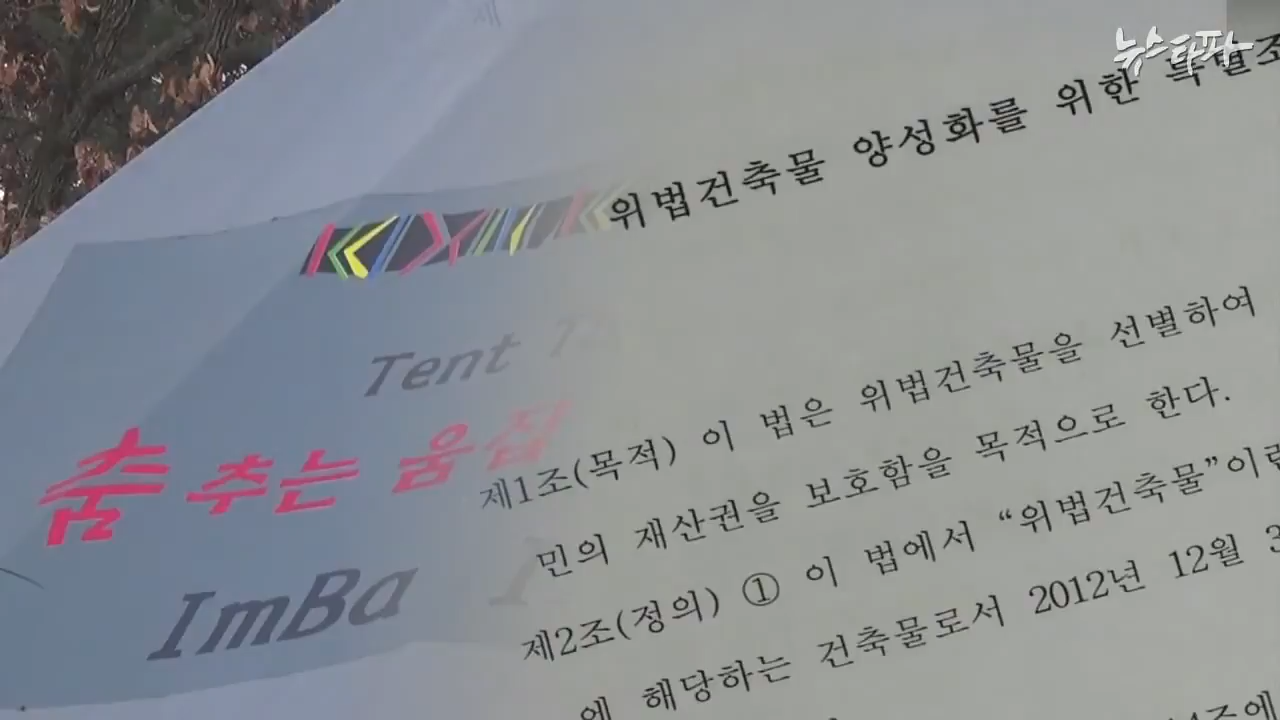 뉴스타파
위법건축물 양성화를 위한 특별조
Tent
춤추는 움집
ImBa
제1조(목적) 이 법은 위법건축물을 선별하여
민의 재산권을 보호함을 목적으로 한다.
제2조(정의) ① 이 법에서 “위법건축물”이란
에 해당하는 건축물로서 2012년 12월 3